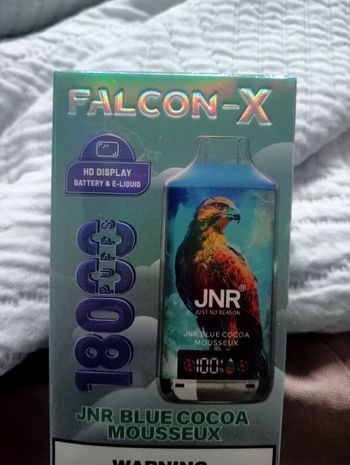 FALCON-X
HD DISPLAY
BATTERY & E-LIQUID
18000
PUFFS
JNR®
JUST NO REASON
JNR BLUE COCOA
MOUSSEUX
100%
JNR BLUE COCOA
MOUSSEUX
WARNING